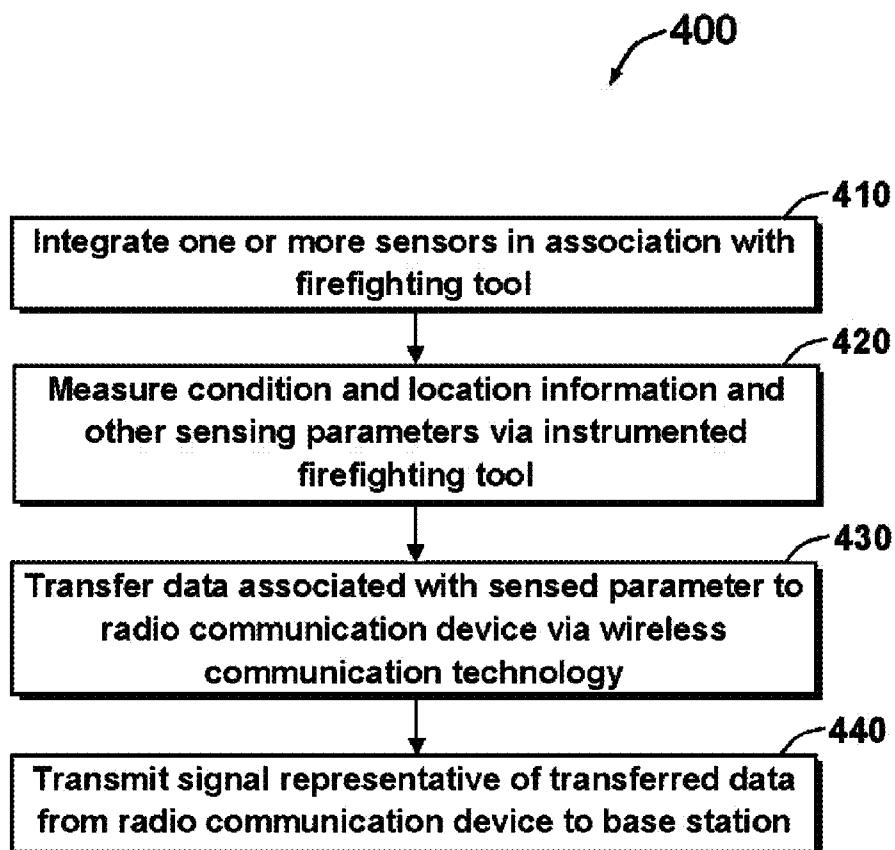 400
410
Integrate one or more sensors in association with
firefighting tool
420
Measure condition and location information and
other sensing parameters via instrumented
firefighting tool
430
Transfer data associated with sensed parameter to
radio communication device via wireless
communication technology
440
Transmit signal representative of transferred data
from radio communication device to base station